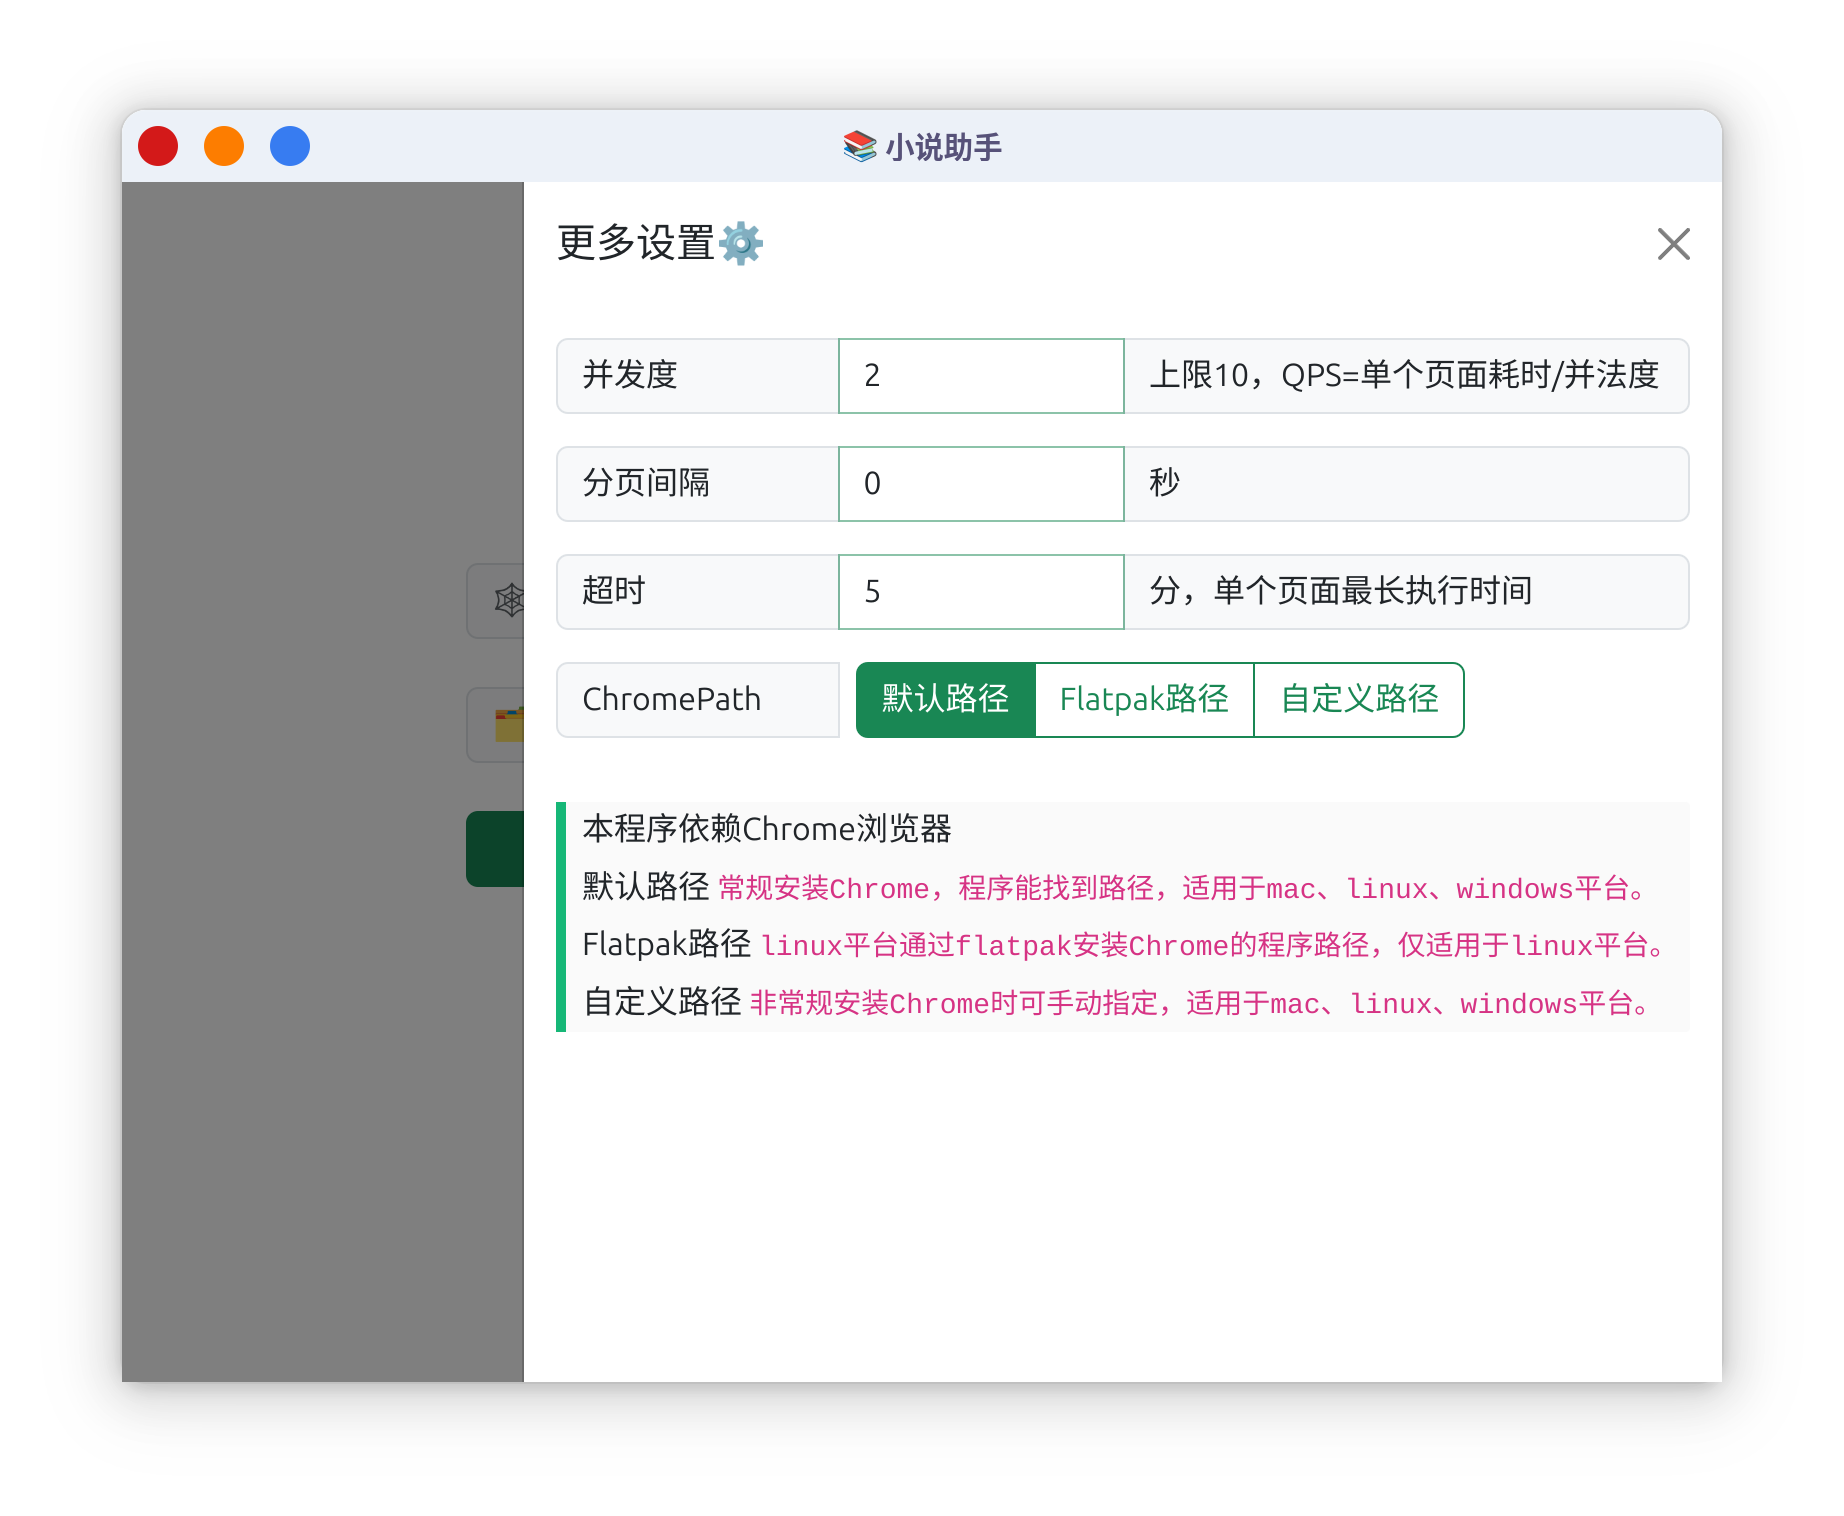 📚 小说助手
更多设置⚙️
并发度 2 上限10，QPS=单个页面耗时/并法度
分页间隔 0 秒
超时 5 分，单个页面最长执行时间
ChromePath 默认路径 Flatpak路径 自定义路径
本程序依赖Chrome浏览器
默认路径 常规安装Chrome，程序能找到路径，适用于mac、linux、windows平台。
Flatpak路径 linux平台通过flatpak安装Chrome的程序路径，仅适用于linux平台。
自定义路径 非常规安装Chrome时可手动指定，适用于mac、linux、windows平台。